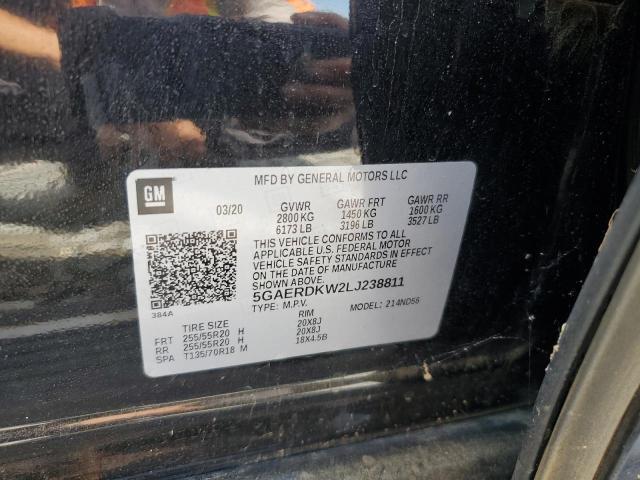 MFD BY GENERAL MOTORS LLC
GM
03/20 GVWR GAWR FRT GAWR RR
2800 KG 1450 KG 1600 KG
6173 LB 3196 LB 3527 LB
THIS VEHICLE CONFORMS TO ALL
APPLICABLE U.S. FEDERAL MOTOR
VEHICLE SAFETY STANDARDS IN EFFECT
ON THE DATE OF MANUFACTURE
SHOWN ABOVE.
5GAERDKW2LJ238811
TYPE: M.P.V. MODEL: 214ND56
384A
TIRE SIZE RIM
FRT 255/55R20 H 20X8J
RR 255/55R20 H 20X8J
SPA T135/70R18 M 18X4.5B